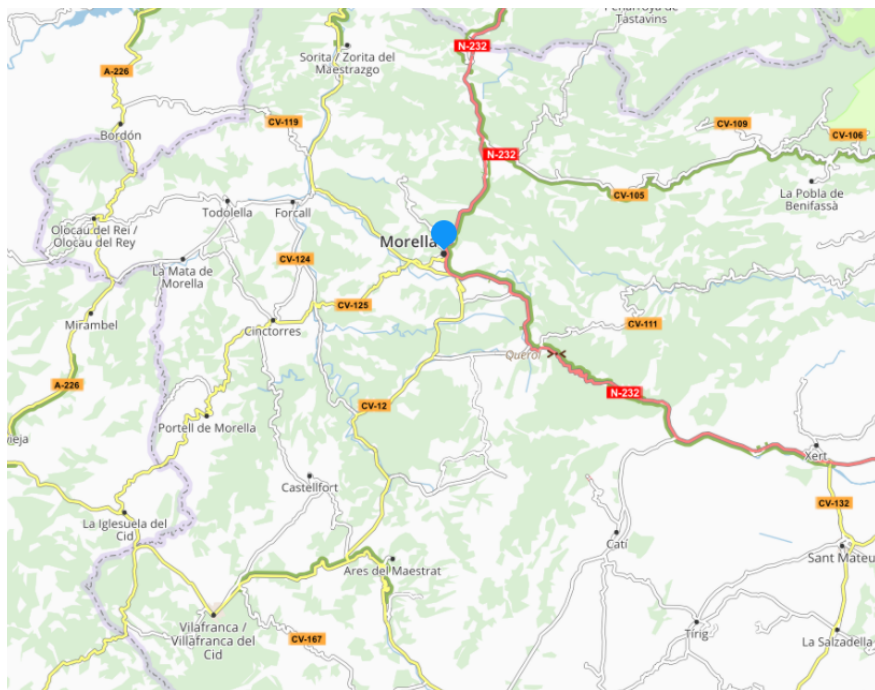 Peñarroya de
Tastavins
N-232
Sorita / Zorita del
Maestrazgo
A-226
CV-119
CV-109
Bordón
CV-106
N-232
La Pobla de
Benifassà
CV-105
Todolella
Forcall
Olocau del Rei /
Olocau del Rey
Morella
La Mata de
Morella
CV-124
CV-125
Mirambel
Cinctorres
CV-111
Querol
A-226
N-232
CV-12
Portell de Morella
vieja
Xert
Castellfort
CV-132
La Iglesuela del
Cid
Catí
Sant Mateu
Ares del Maestrat
Vilafranca /
Villafranca del
Cid
CV-167
Tírig
La Salzadella